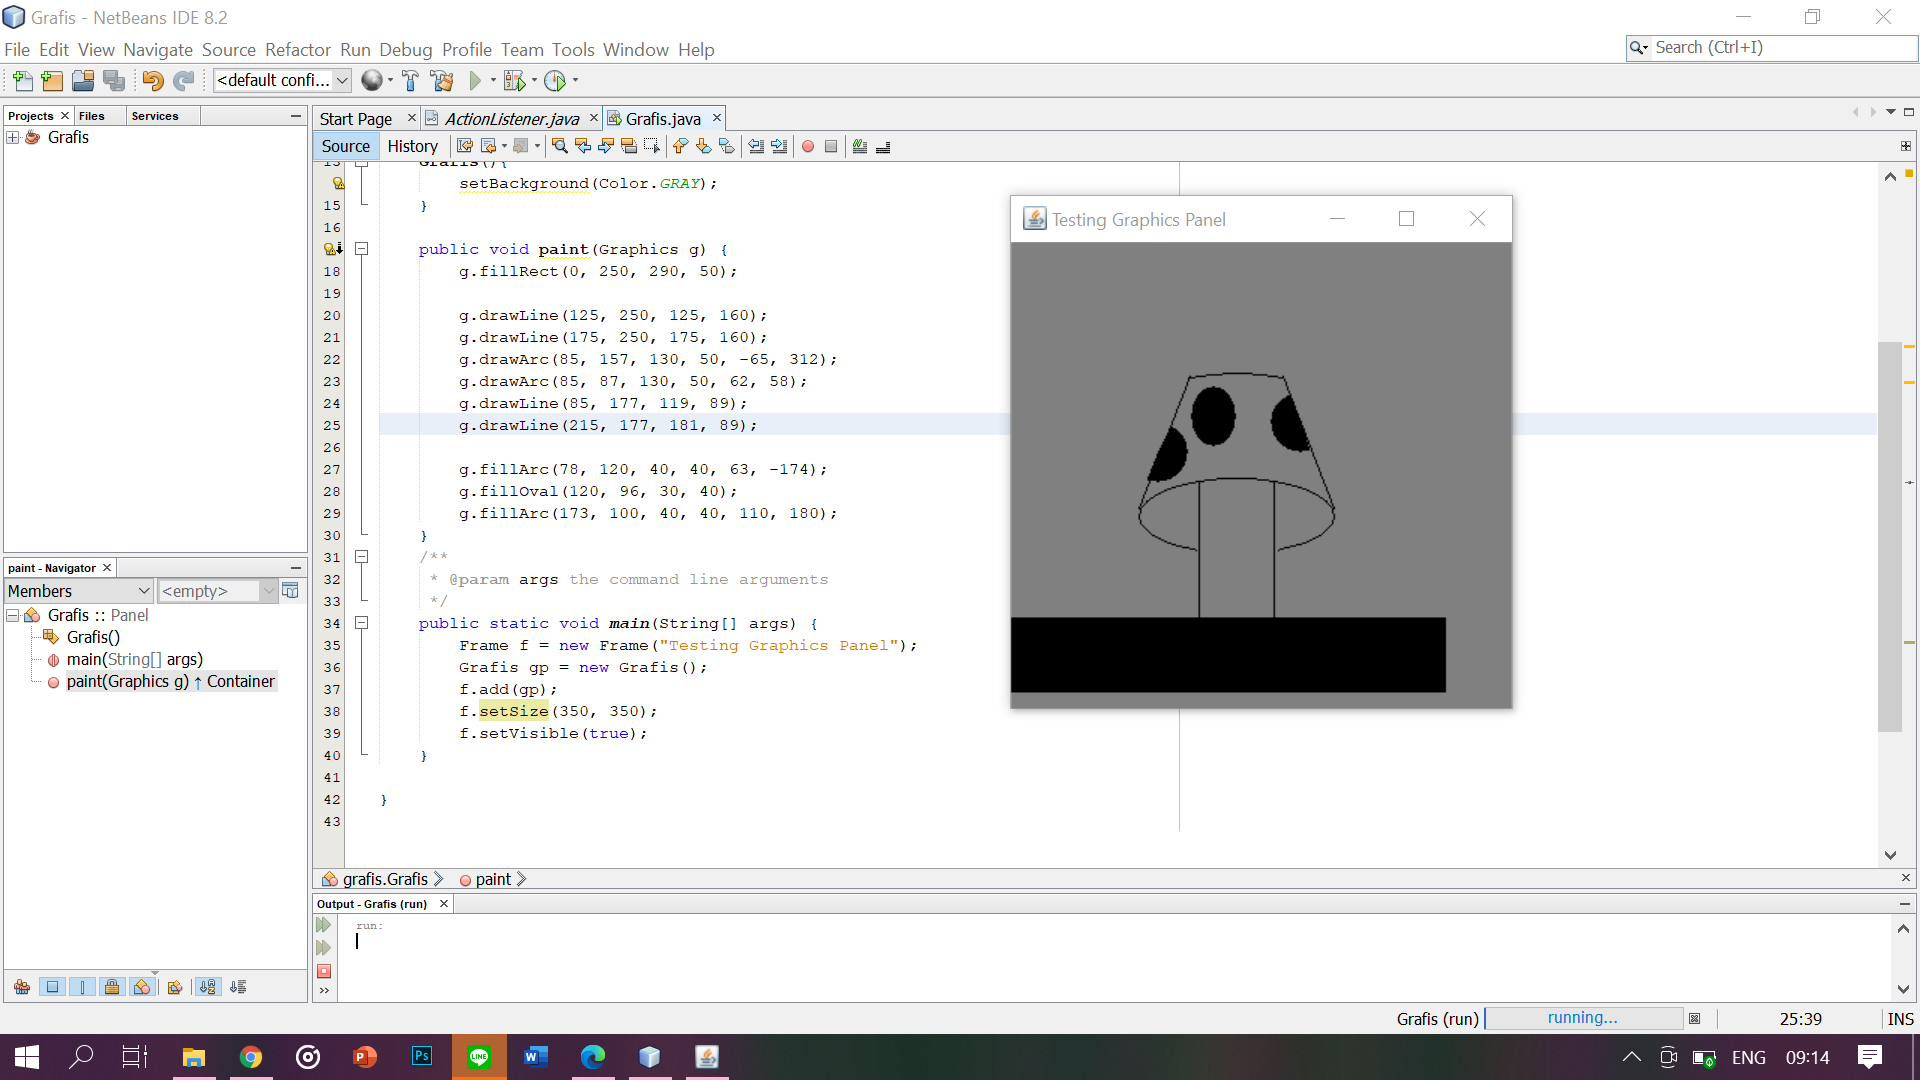 Grafis - NetBeans IDE 8.2
File Edit View Navigate Source Refactor Run Debug Profile Team Tools Window Help
Search (Ctrl+I)
<default confi...
Projects Files Services
Start Page ActionListener.java Grafis.java
Grafis
Source History
Grafis(){
setBackground(Color.GRAY);
15 }
16
public void paint(Graphics g) {
18 g.fillRect(0, 250, 290, 50);
19
20 g.drawLine(125, 250, 125, 160);
21 g.drawLine(175, 250, 175, 160);
22 g.drawArc(85, 157, 130, 50, -65, 312);
23 g.drawArc(85, 87, 130, 50, 62, 58);
24 g.drawLine(85, 177, 119, 89);
25 g.drawLine(215, 177, 181, 89);
26
27 g.fillArc(78, 120, 40, 40, 63, -174);
28 g.fillOval(120, 96, 30, 40);
29 g.fillArc(173, 100, 40, 40, 110, 180);
30 }
31 /**
32 * @param args the command line arguments
33 */
34 public static void main(String[] args) {
35 Frame f = new Frame("Testing Graphics Panel");
36 Grafis gp = new Grafis();
37 f.add(gp);
38 f.setSize(350, 350);
39 f.setVisible(true);
40 }
41
42 }
43
Testing Graphics Panel
paint - Navigator
Members <empty>
Grafis :: Panel
Grafis()
main(String[] args)
paint(Graphics g) ↑ Container
grafis.Grafis paint
Output - Grafis (run)
run:
Grafis (run) running... 25:39 INS
Ps LINE W
ENG 09:14